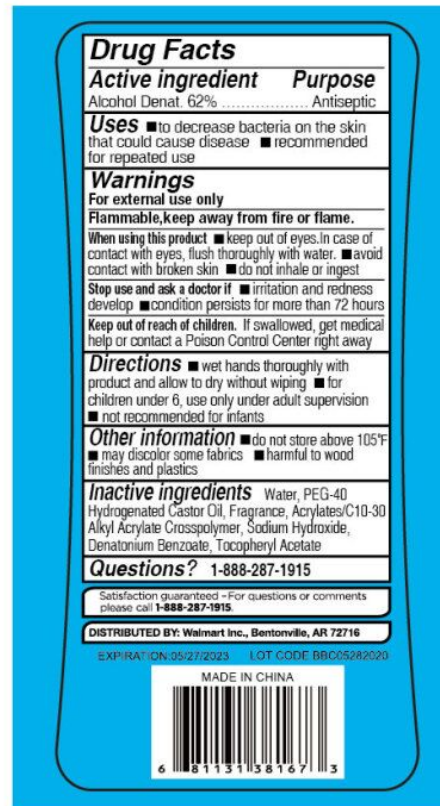 Drug Facts
Active ingredient Purpose
Alcohol Denat. 62% ................... Antiseptic
Uses ■to decrease bacteria on the skin
that could cause disease ■ recommended
for repeated use
Warnings
For external use only
Flammable,keep away from fire or flame.
When using this product ■ keep out of eyes.In case of
contact with eyes, flush thoroughly with water. ■avoid
contact with broken skin ■ do not inhale or ingest
Stop use and ask a doctor if ■ irritation and redness
develop ■condition persists for more than 72 hours
Keep out of reach of children. If swallowed, get medical
help or contact a Poison Control Center right away
Directions ■ wet hands thoroughly with
product and allow to dry without wiping ■ for
children under 6, use only under adult supervision
■ not recommended for infants
Other information ■do not store above 105°F
■ may discolor some fabrics ■harmful to wood
finishes and plastics
Inactive ingredients Water, PEG-40
Hydrogenated Castor Oil, Fragrance, Acrylates/C10-30
Alkyl Acrylate Crosspolymer, Sodium Hydroxide,
Denatonium Benzoate, Tocopheryl Acetate
Questions? 1-888-287-1915
Satisfaction guaranteed - For questions or comments
please call 1-888-287-1915.
DISTRIBUTED BY: Walmart Inc., Bentonville, AR 72716
EXPIRATION:05/27/2023 LOT CODE BBC05282020
MADE IN CHINA
6 81131 38167 3